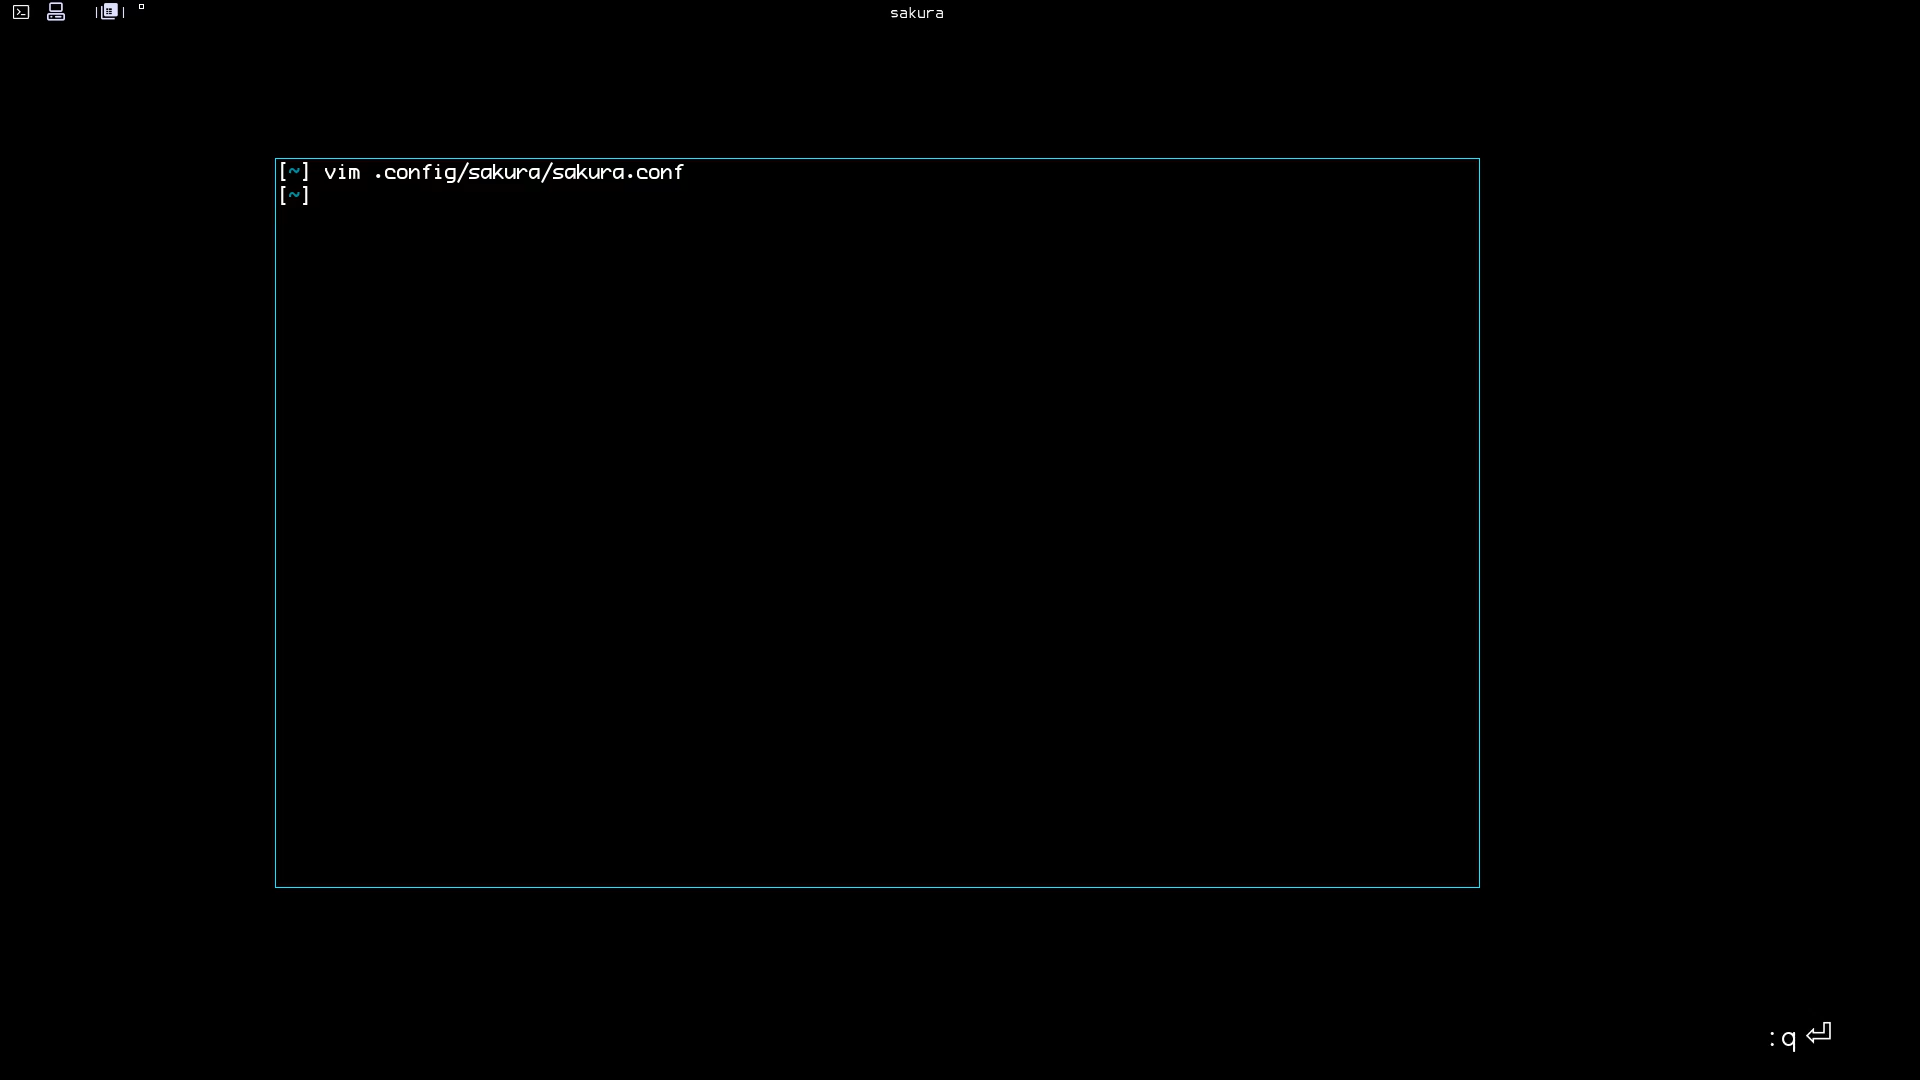 sakura
[~] vim .config/sakura/sakura.conf
[~]
:q ⏎